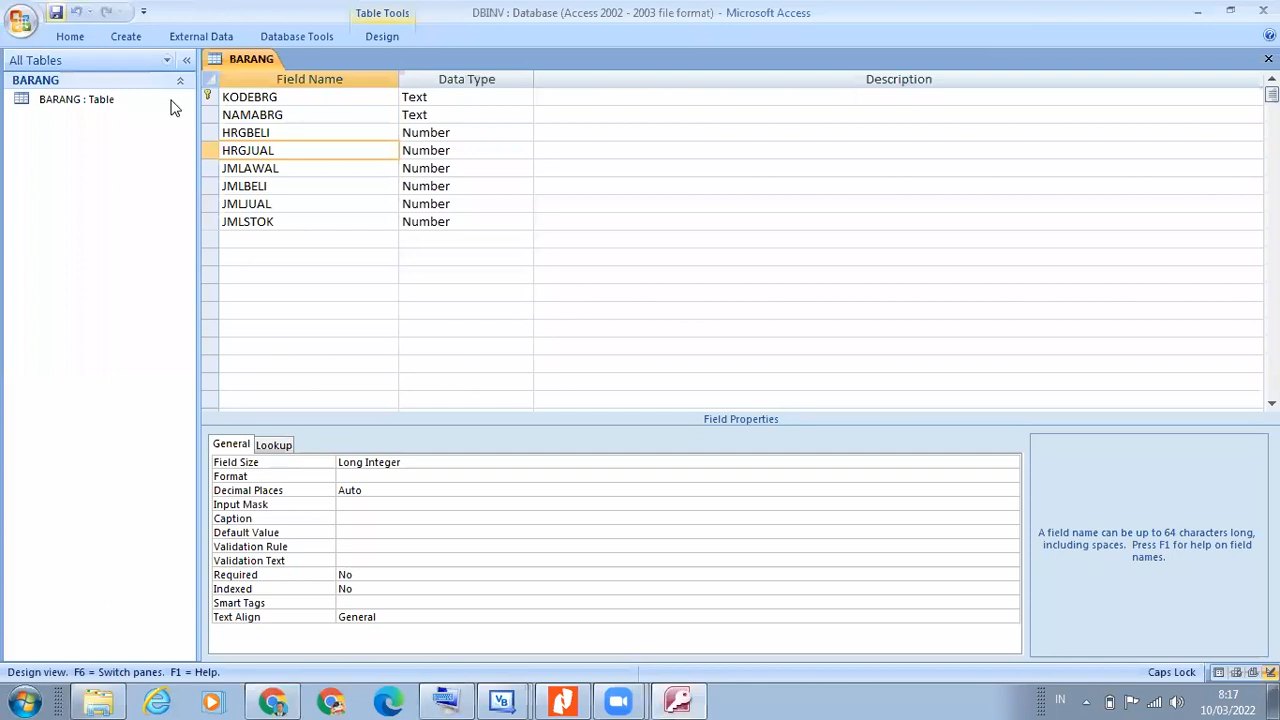 Table Tools
DBINV : Database (Access 2002 - 2003 file format) - Microsoft Access
Home Create External Data Database Tools Design
All Tables
BARANG
BARANG : Table
BARANG
Field Name Data Type Description
KODEBRG Text
NAMABRG Text
HRGBELI Number
HRGJUAL Number
JMLAWAL Number
JMLBELI Number
JMLJUAL Number
JMLSTOK Number
Field Properties
General Lookup
Field Size Long Integer
Format
Decimal Places Auto
Input Mask
Caption
Default Value
Validation Rule
Validation Text
Required No
Indexed No
Smart Tags
Text Align General
A field name can be up to 64 characters long,
including spaces. Press F1 for help on field
names.
Design view. F6 = Switch panes. F1 = Help.
Caps Lock
IN
8:17
10/03/2022